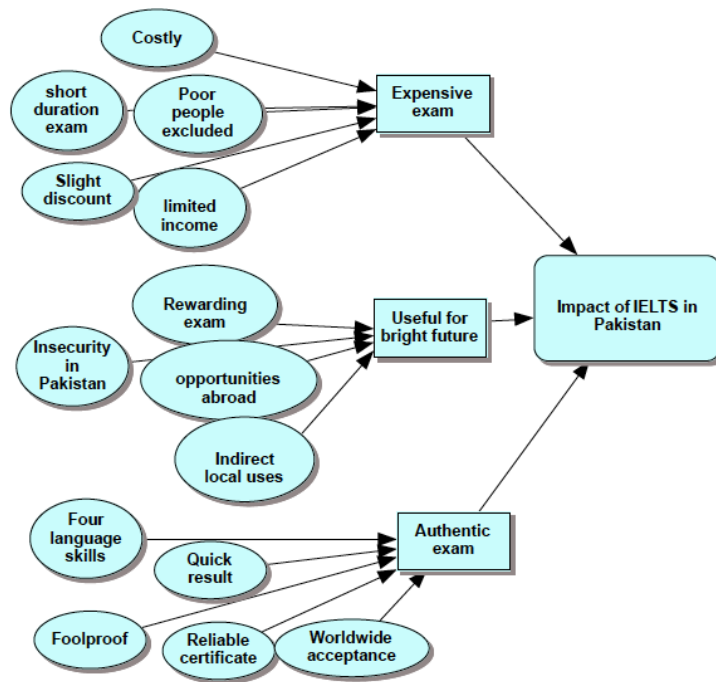 Costly
short
duration
exam
Poor
people
excluded
Expensive
exam
Slight
discount
limited
income
Impact of IELTS in
Pakistan
Rewarding
exam
Useful for
bright future
Insecurity
in
Pakistan
opportunities
abroad
Indirect
local uses
Four
language
skills
Quick
result
Authentic
exam
Foolproof
Reliable
certificate
Worldwide
acceptance